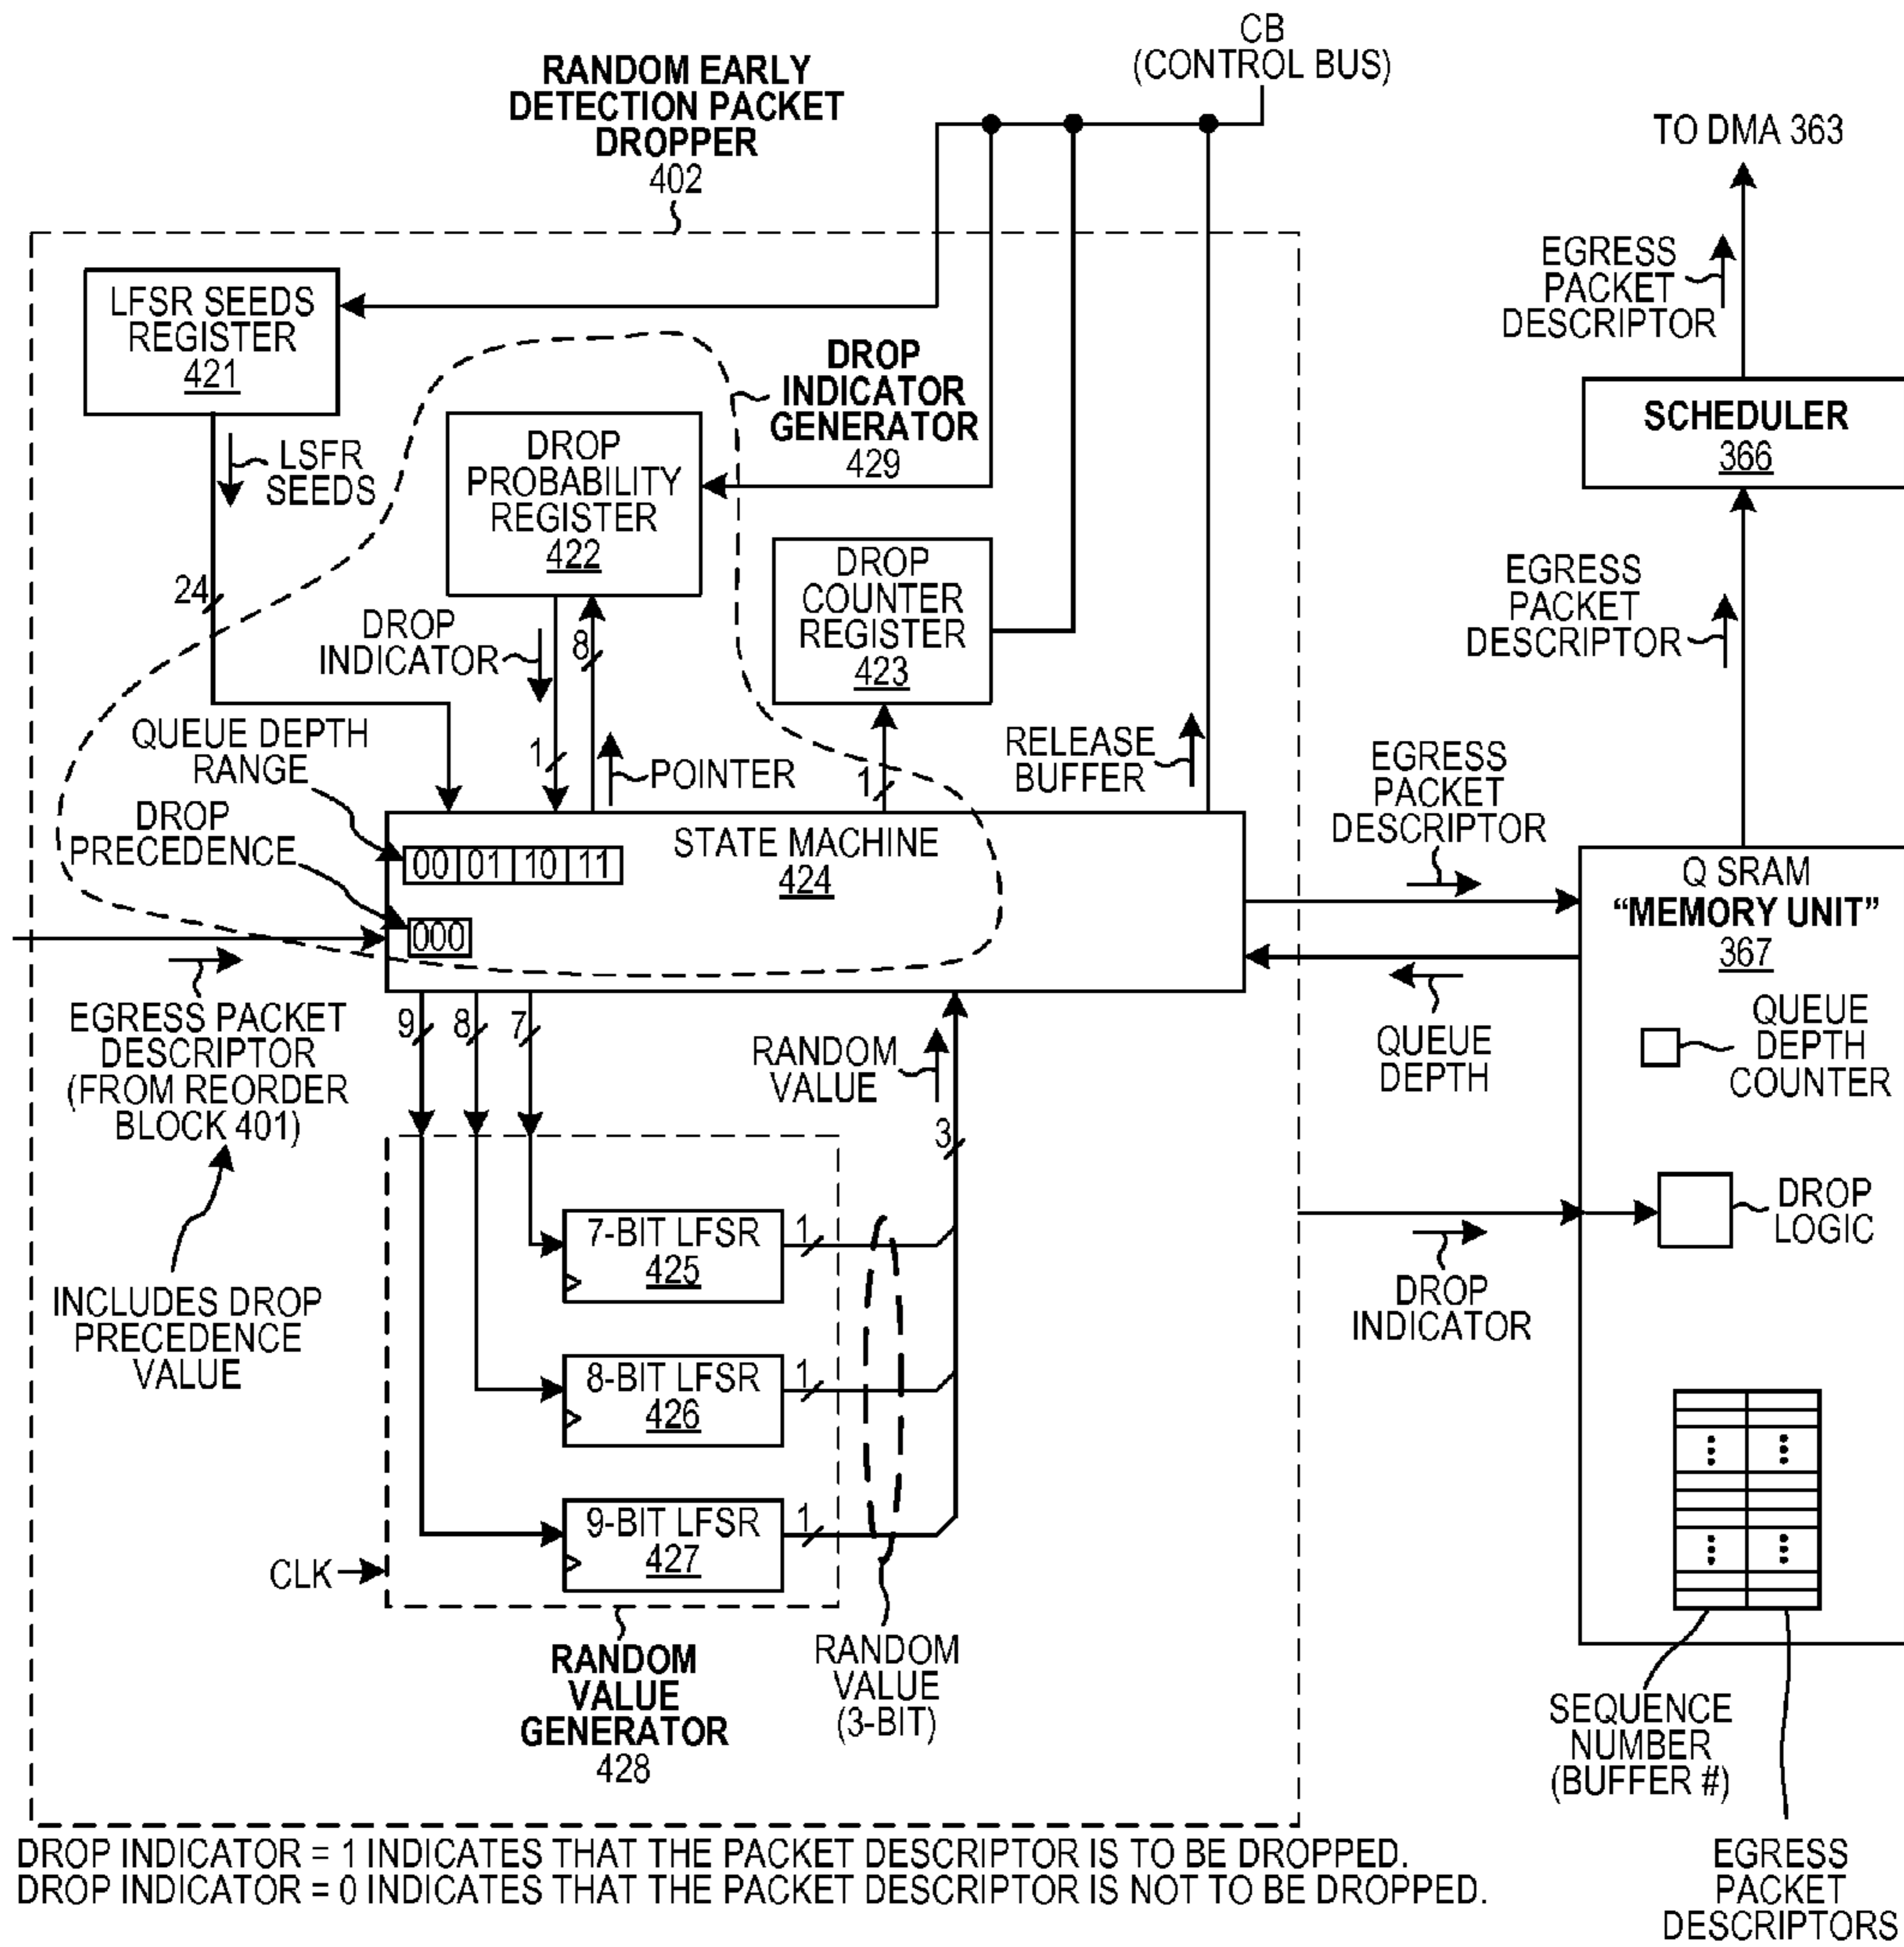 CB
(CONTROL BUS)
RANDOM EARLY
DETECTION PACKET
DROPPER
402
TO DMA 363
EGRESS
PACKET
DESCRIPTOR
LFSR SEEDS
REGISTER
421
DROP
INDICATOR
GENERATOR
429
SCHEDULER
366
LSFR
SEEDS
DROP
PROBABILITY
REGISTER
422
24
DROP
COUNTER
REGISTER
423
EGRESS
PACKET
DESCRIPTOR
DROP
INDICATOR
8
1
POINTER
1
QUEUE DEPTH
RANGE
DROP
PRECEDENCE
RELEASE
BUFFER
EGRESS
PACKET
DESCRIPTOR
STATE MACHINE
424
00 01 10 11
000
Q SRAM
“MEMORY UNIT”
367
QUEUE
DEPTH
COUNTER
QUEUE
DEPTH
EGRESS PACKET
DESCRIPTOR
(FROM REORDER
BLOCK 401)
9 8 7
RANDOM
VALUE
3
DROP
LOGIC
DROP
INDICATOR
INCLUDES DROP
PRECEDENCE
VALUE
7-BIT LFSR
425
1
8-BIT LFSR
426
1
9-BIT LFSR
427
1
CLK
RANDOM
VALUE
GENERATOR
428
RANDOM
VALUE
(3-BIT)
SEQUENCE
NUMBER
(BUFFER #)
EGRESS
PACKET
DESCRIPTORS
DROP INDICATOR = 1 INDICATES THAT THE PACKET DESCRIPTOR IS TO BE DROPPED.
DROP INDICATOR = 0 INDICATES THAT THE PACKET DESCRIPTOR IS NOT TO BE DROPPED.